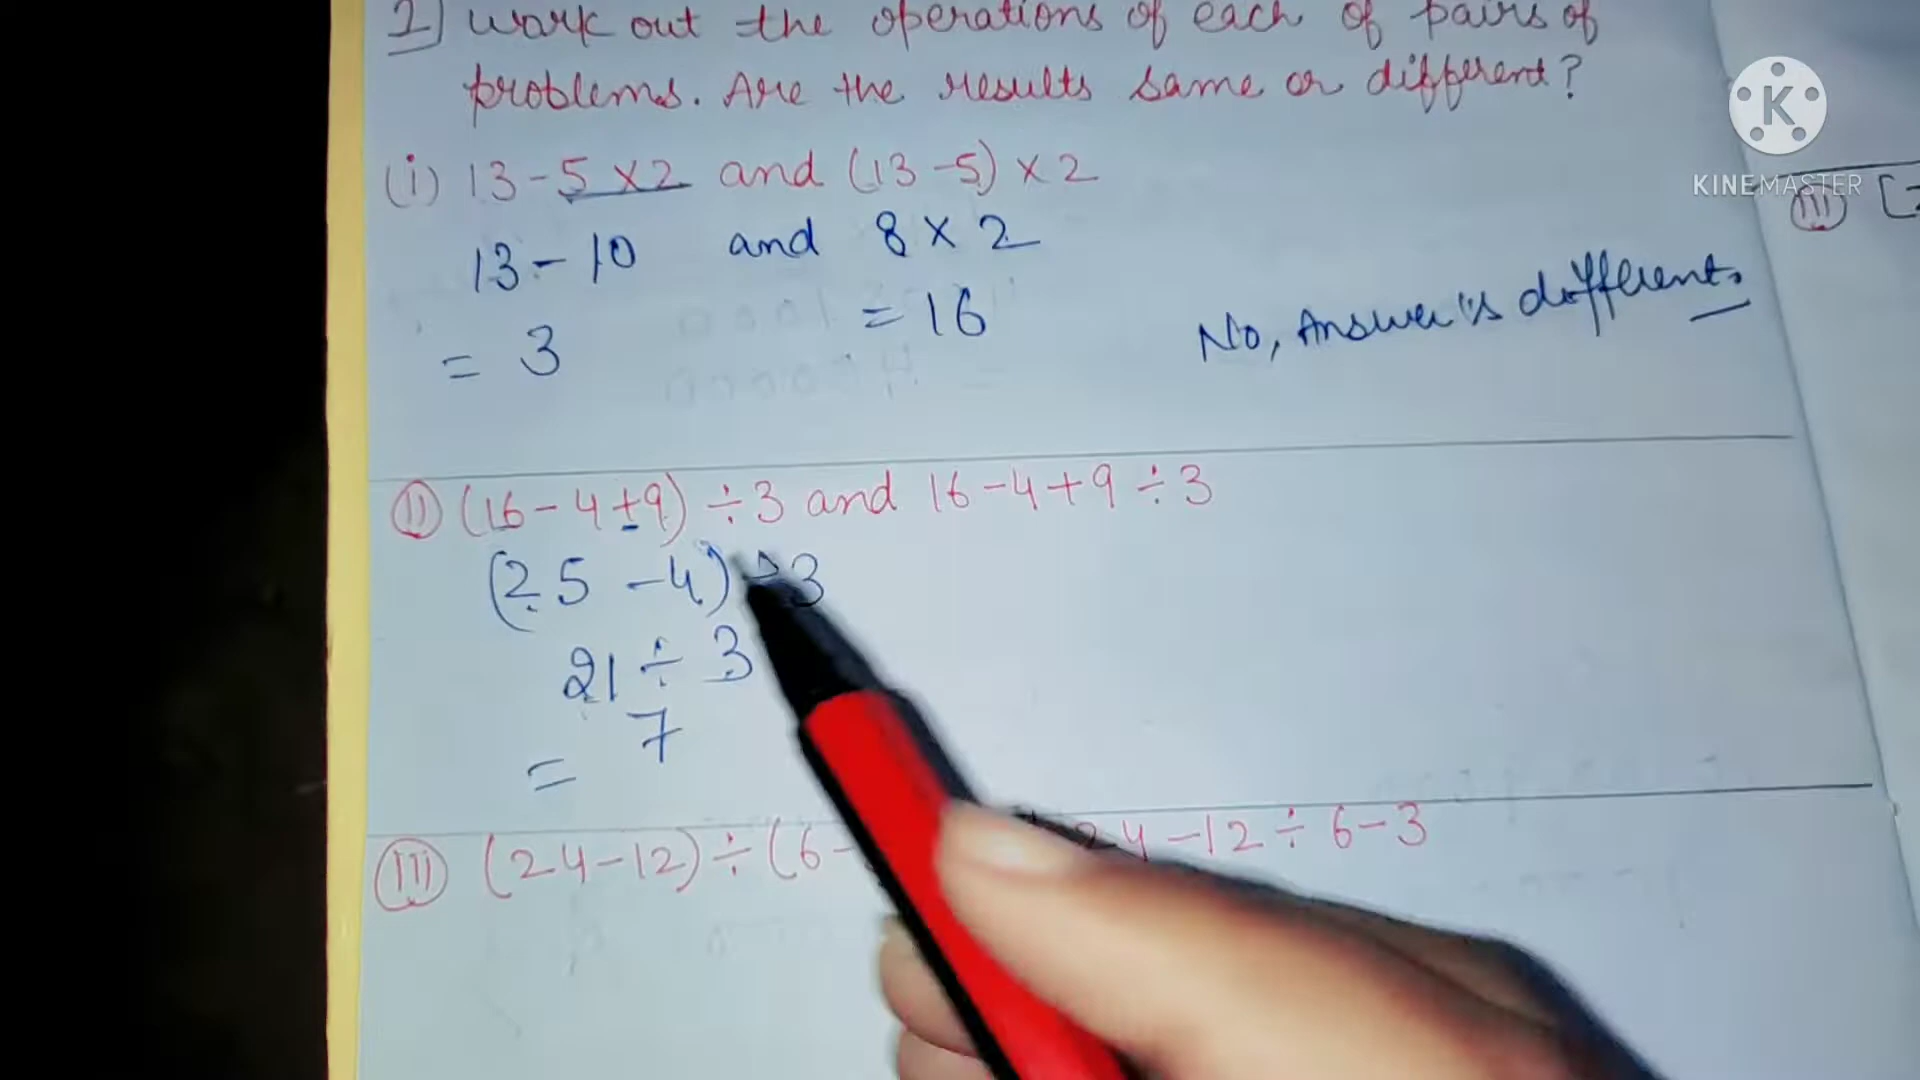 1] Work out the operations of each of pairs of
problems. Are the results same or different?
(i) 13-5×2 and (13-5)×2
13-10 and 8×2
= 3
= 16
No, Answer is different.
(ii) (16-4+9)÷3 and 16-4+9÷3
(25-4)÷3
21÷3
= 7
(iii) (24-12)÷(6- 24-12÷6-3
K
KINEMASTER
(iii) [